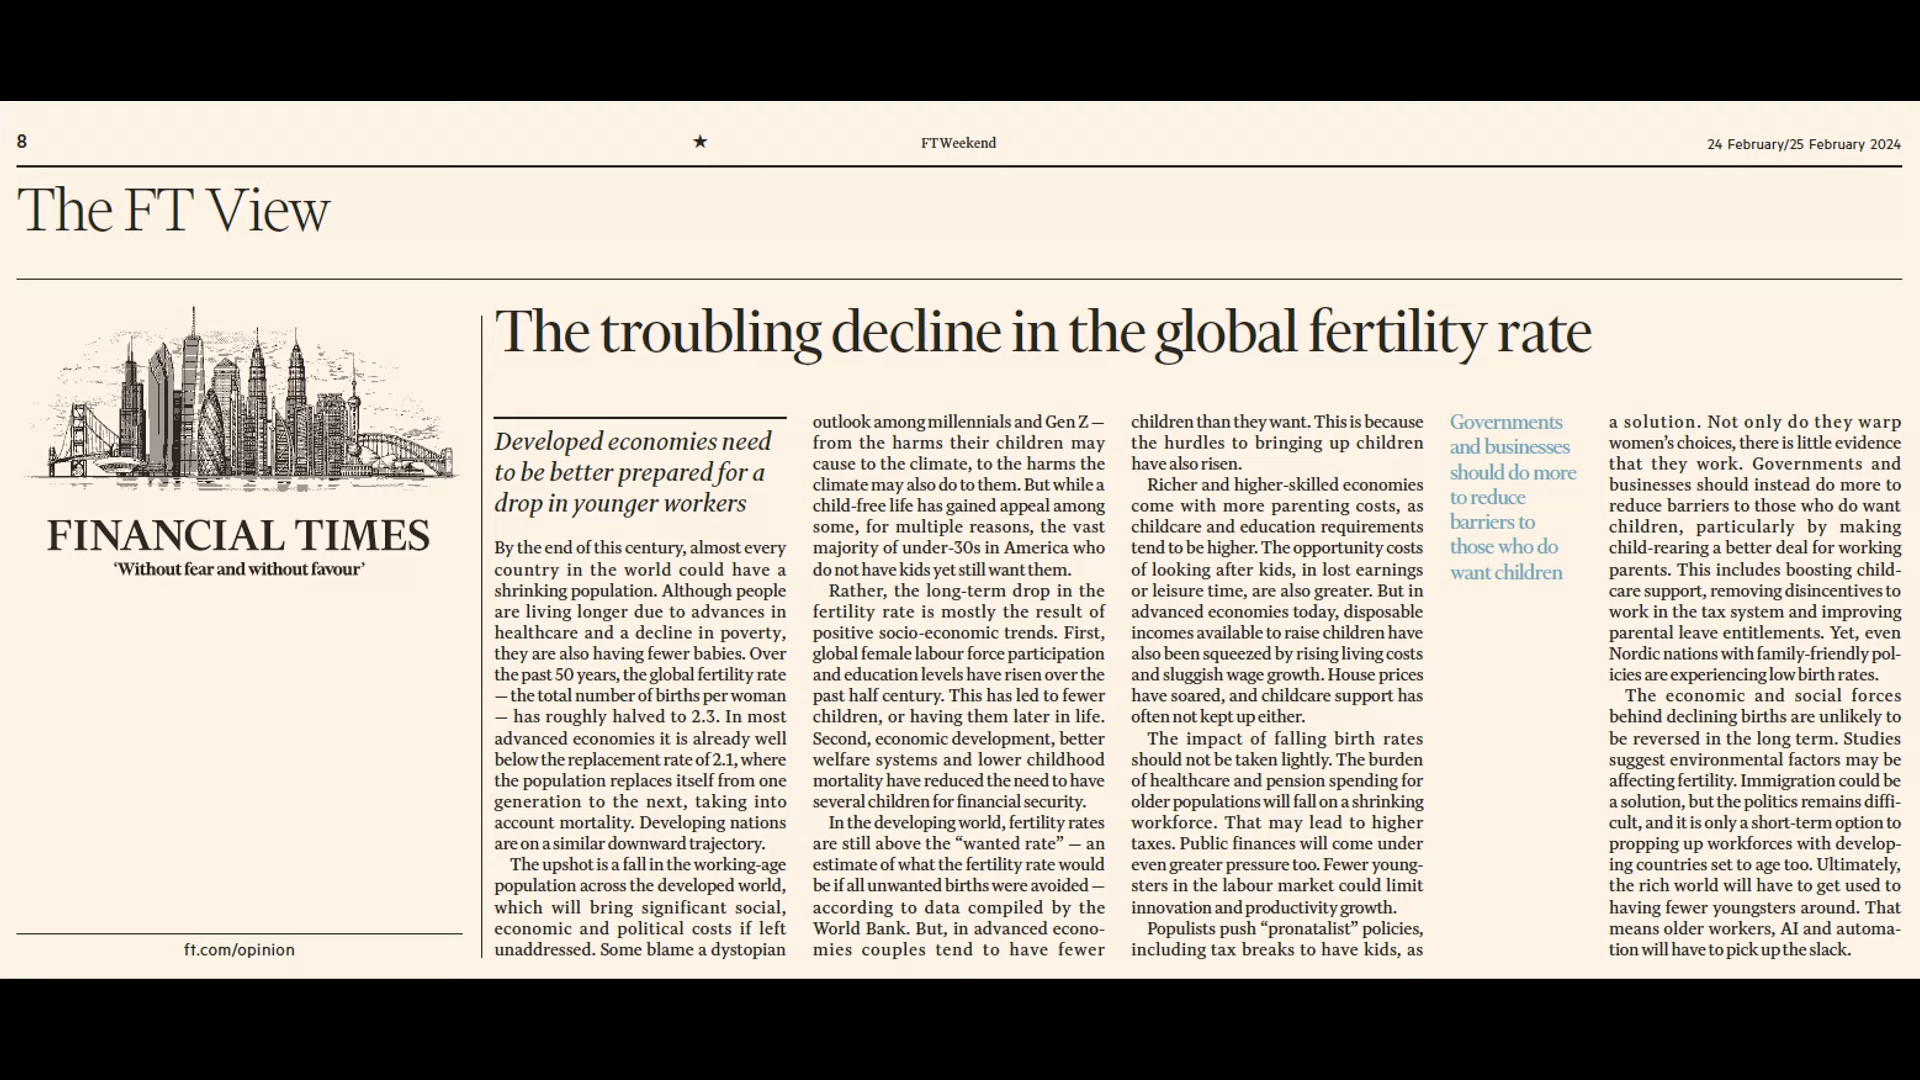 8
★
FTWeekend
24 February/25 February 2024
The FT View
FINANCIAL TIMES
‘Without fear and without favour’
ft.com/opinion
The troubling decline in the global fertility rate
Developed economies need
to be better prepared for a
drop in younger workers
By the end of this century, almost every
country in the world could have a
shrinking population. Although people
are living longer due to advances in
healthcare and a decline in poverty,
they are also having fewer babies. Over
the past 50 years, the global fertility rate
— the total number of births per woman
— has roughly halved to 2.3. In most
advanced economies it is already well
below the replacement rate of 2.1, where
the population replaces itself from one
generation to the next, taking into
account mortality. Developing nations
are on a similar downward trajectory.
The upshot is a fall in the working-age
population across the developed world,
which will bring significant social,
economic and political costs if left
unaddressed. Some blame a dystopian
outlook among millennials and Gen Z —
from the harms their children may
cause to the climate, to the harms the
climate may also do to them. But while a
child-free life has gained appeal among
some, for multiple reasons, the vast
majority of under-30s in America who
do not have kids yet still want them.
Rather, the long-term drop in the
fertility rate is mostly the result of
positive socio-economic trends. First,
global female labour force participation
and education levels have risen over the
past half century. This has led to fewer
children, or having them later in life.
Second, economic development, better
welfare systems and lower childhood
mortality have reduced the need to have
several children for financial security.
In the developing world, fertility rates
are still above the “wanted rate” — an
estimate of what the fertility rate would
be if all unwanted births were avoided —
according to data compiled by the
World Bank. But, in advanced econo-
mies couples tend to have fewer
children than they want. This is because
the hurdles to bringing up children
have also risen.
Richer and higher-skilled economies
come with more parenting costs, as
childcare and education requirements
tend to be higher. The opportunity costs
of looking after kids, in lost earnings
or leisure time, are also greater. But in
advanced economies today, disposable
incomes available to raise children have
also been squeezed by rising living costs
and sluggish wage growth. House prices
have soared, and childcare support has
often not kept up either.
The impact of falling birth rates
should not be taken lightly. The burden
of healthcare and pension spending for
older populations will fall on a shrinking
workforce. That may lead to higher
taxes. Public finances will come under
even greater pressure too. Fewer young-
sters in the labour market could limit
innovation and productivity growth.
Populists push “pronatalist” policies,
including tax breaks to have kids, as
Governments
and businesses
should do more
to reduce
barriers to
those who do
want children
a solution. Not only do they warp
women’s choices, there is little evidence
that they work. Governments and
businesses should instead do more to
reduce barriers to those who do want
children, particularly by making
child-rearing a better deal for working
parents. This includes boosting child-
care support, removing disincentives to
work in the tax system and improving
parental leave entitlements. Yet, even
Nordic nations with family-friendly pol-
icies are experiencing low birth rates.
The economic and social forces
behind declining births are unlikely to
be reversed in the long term. Studies
suggest environmental factors may be
affecting fertility. Immigration could be
a solution, but the politics remains diffi-
cult, and it is only a short-term option to
propping up workforces with develop-
ing countries set to age too. Ultimately,
the rich world will have to get used to
having fewer youngsters around. That
means older workers, AI and automa-
tion will have to pick up the slack.